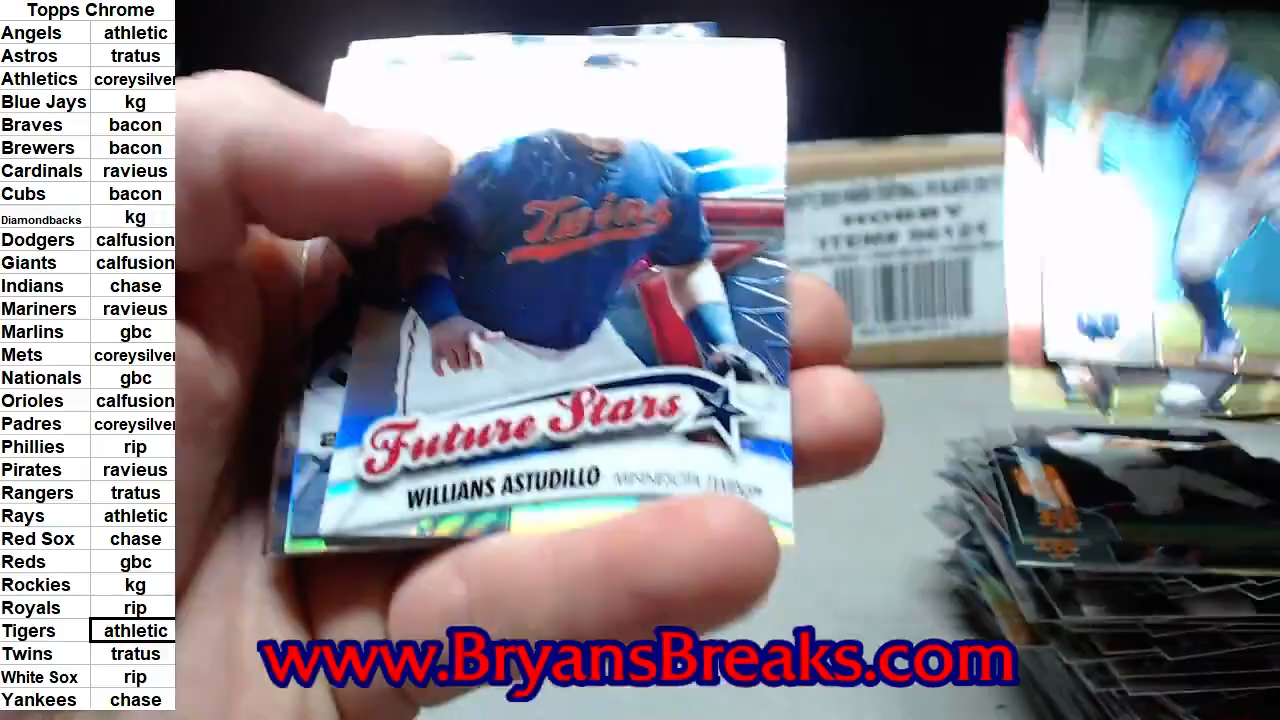 Topps Chrome
Angels athletic
Astros tratus
Athletics coreysilver
Blue Jays kg
Braves bacon
Brewers bacon
Cardinals ravieus
Cubs bacon
Diamondbacks kg
Dodgers calfusion
Giants calfusion
Indians chase
Mariners ravieus
Marlins gbc
Mets coreysilver
Nationals gbc
Orioles calfusion
Padres coreysilver
Phillies rip
Pirates ravieus
Rangers tratus
Rays athletic
Red Sox chase
Reds gbc
Rockies kg
Royals rip
Tigers athletic
Twins tratus
White Sox rip
Yankees chase
Twins
Future Stars
WILLIANS ASTUDILLO MINNESOTA TWINS
HOBBY
www.BryansBreaks.com